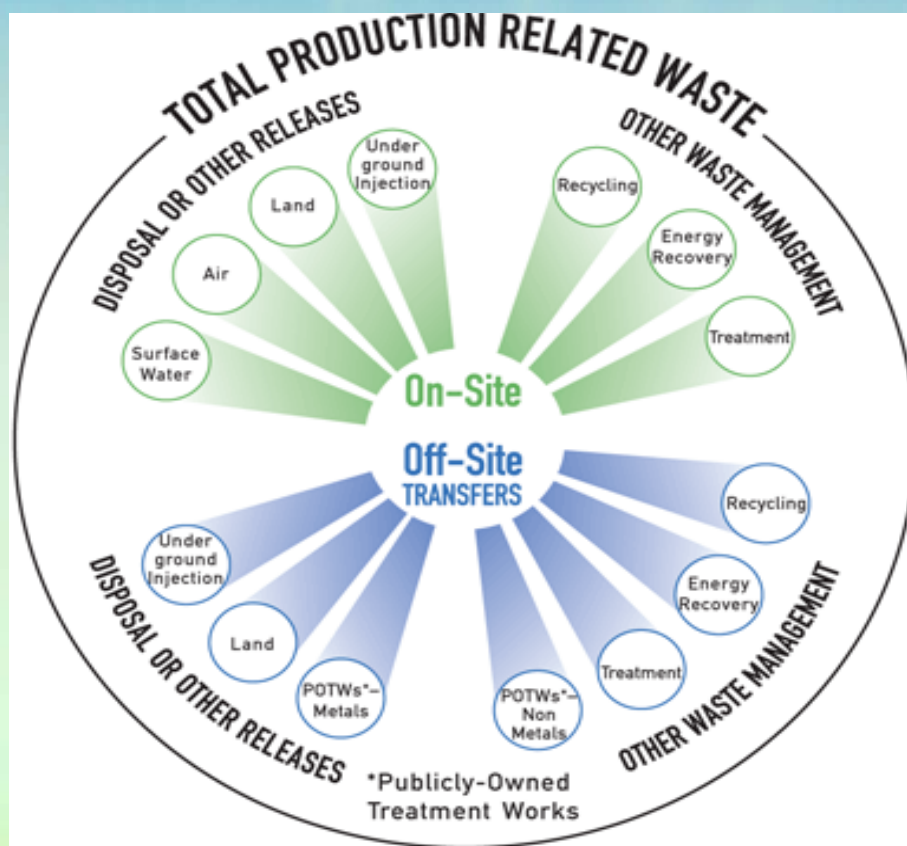 TOTAL PRODUCTION RELATED WASTE
DISPOSAL OR OTHER RELEASES
OTHER WASTE MANAGEMENT
Under
ground
Injection
Land
Air
Surface
Water
Recycling
Energy
Recovery
Treatment
On-Site
Off-Site
TRANSFERS
Under
ground
Injection
Land
POTWs*–
Metals
POTWs*–
Non
Metals
Treatment
Energy
Recovery
Recycling
DISPOSAL OR OTHER RELEASES
OTHER WASTE MANAGEMENT
*Publicly-Owned
Treatment Works